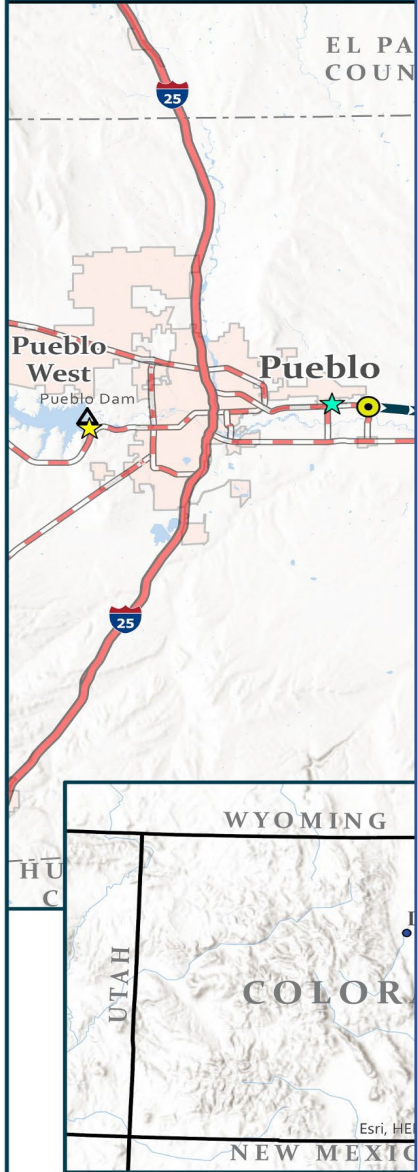 EL PA
COUN
25
Pueblo
West
Pueblo
Pueblo Dam
25
HU
C
WYOMING
UTAH
COLOR
Esri, HE
NEW MEXIC